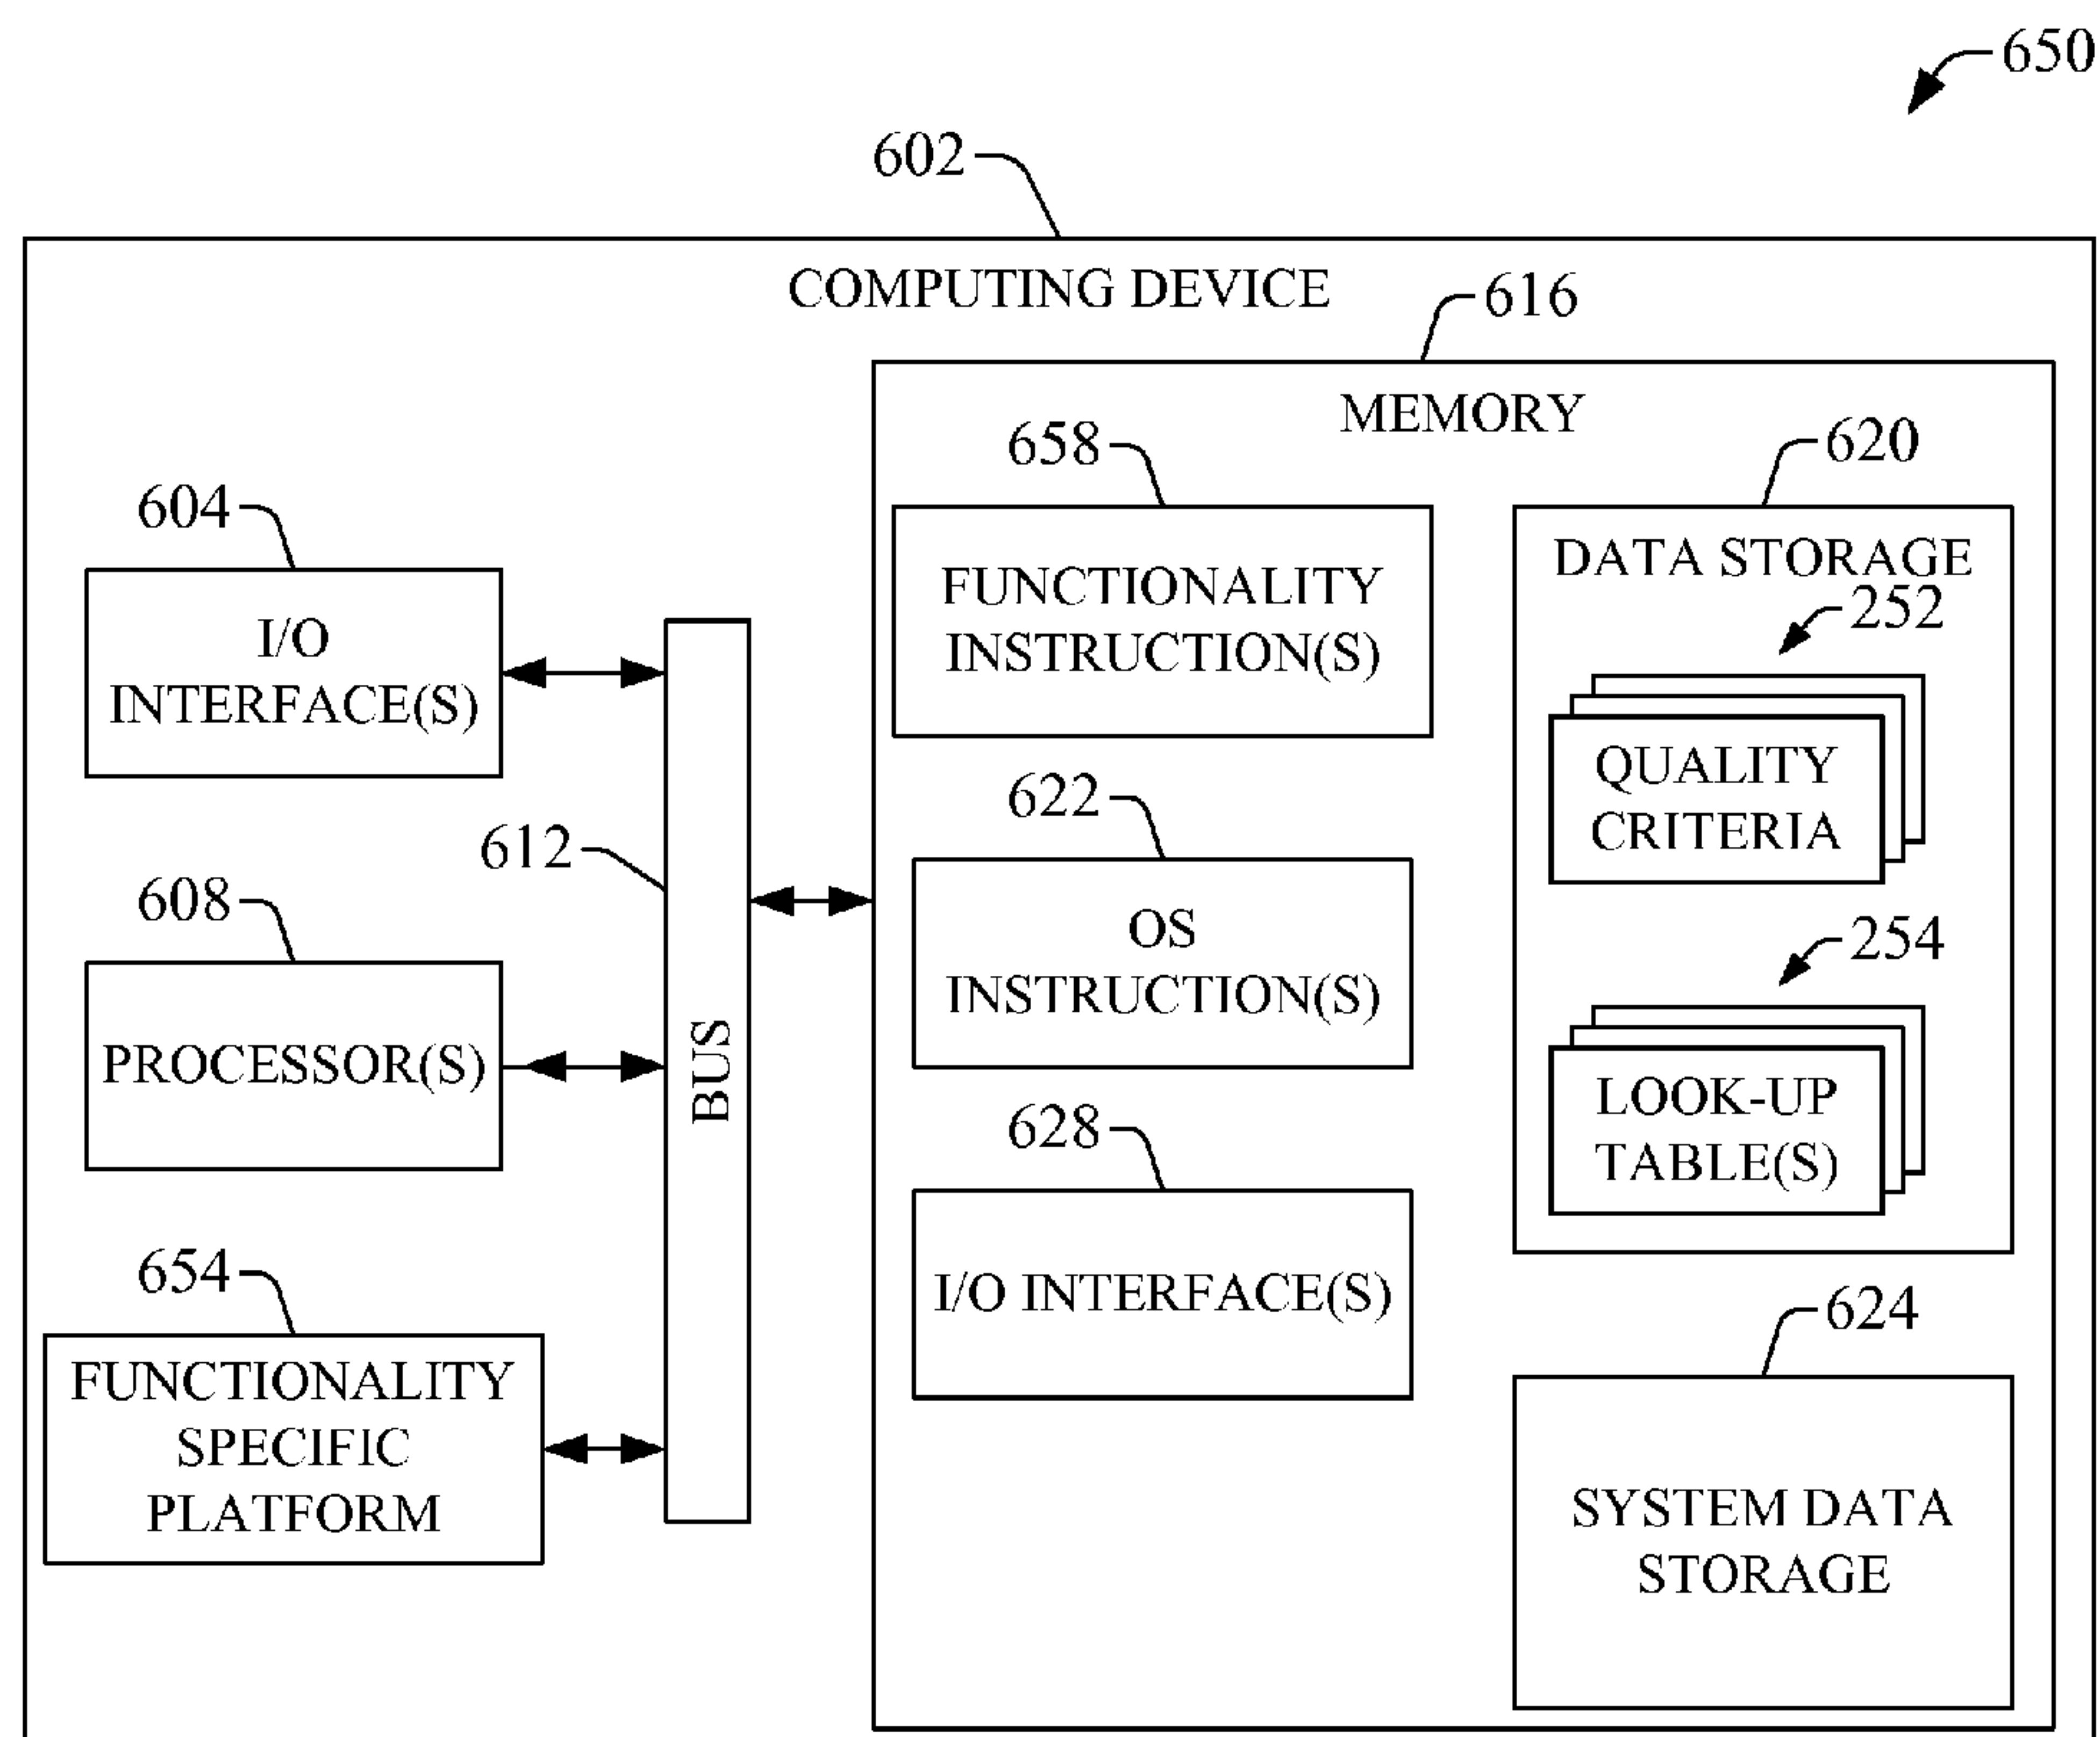 650
602
COMPUTING DEVICE
616
MEMORY
658
620
604
FUNCTIONALITY
INSTRUCTION(S)
DATA STORAGE
252
I/O
INTERFACE(S)
QUALITY
CRITERIA
622
612
608
OS
INSTRUCTION(S)
254
PROCESSOR(S)
BUS
LOOK-UP
TABLE(S)
628
654
I/O INTERFACE(S)
624
FUNCTIONALITY
SPECIFIC
PLATFORM
SYSTEM DATA
STORAGE